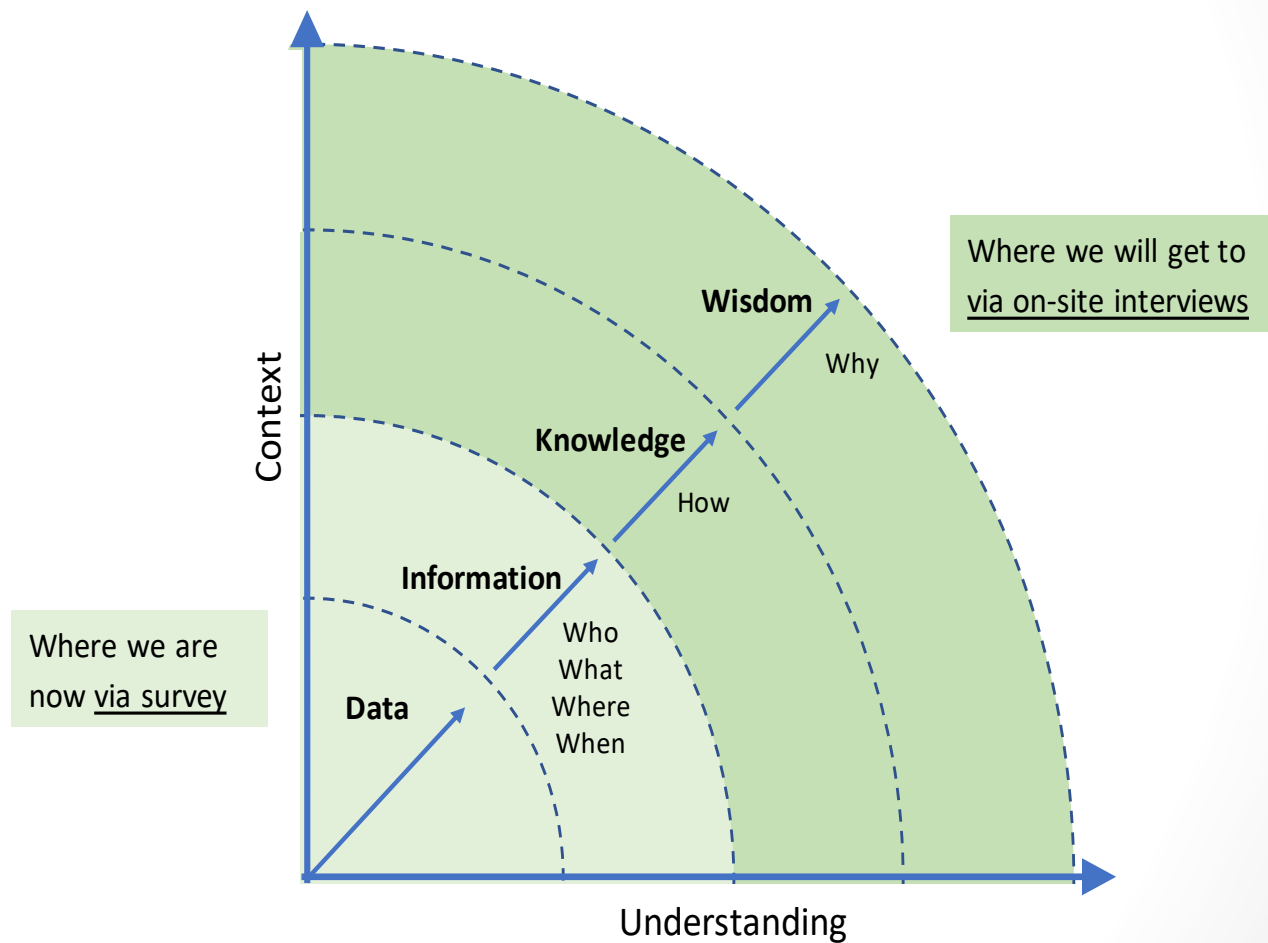 Where we will get to
via on-site interviews
Wisdom
Why
Context
Knowledge
How
Information
Who
What
Where
When
Where we are
now via survey
Data
Understanding